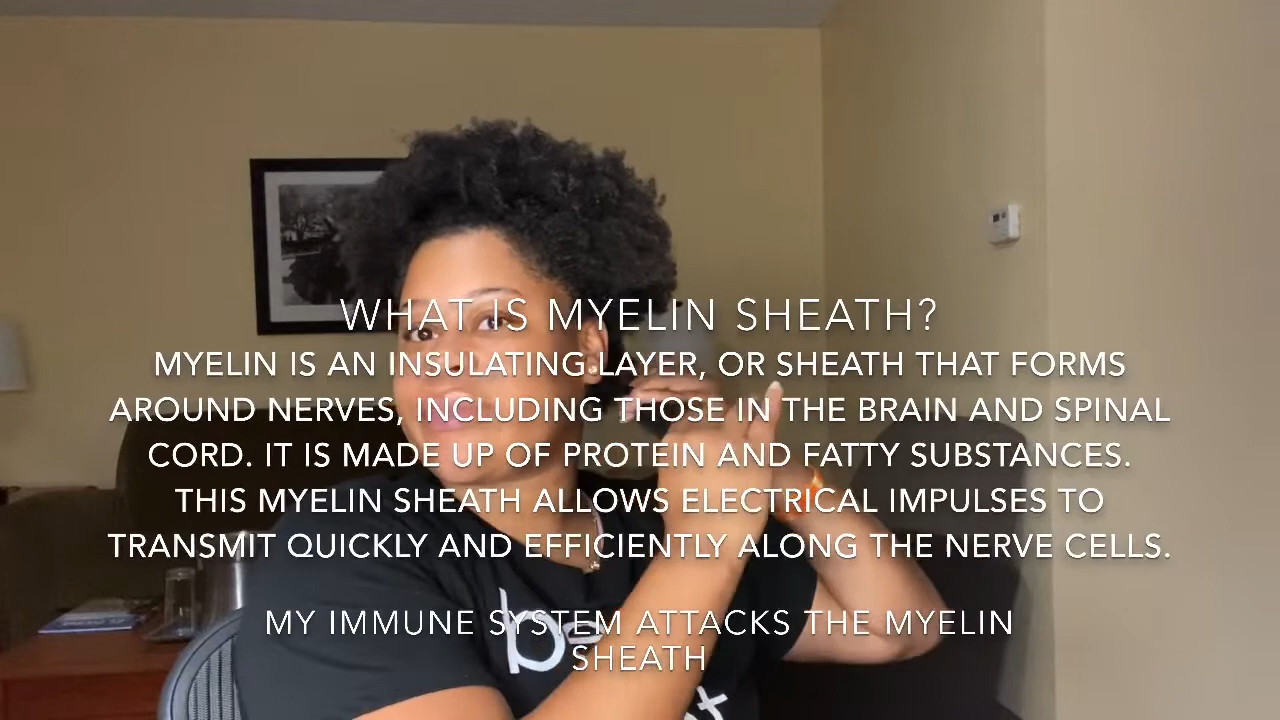 WHAT IS MYELIN SHEATH?
MYELIN IS AN INSULATING LAYER, OR SHEATH THAT FORMS
AROUND NERVES, INCLUDING THOSE IN THE BRAIN AND SPINAL
CORD. IT IS MADE UP OF PROTEIN AND FATTY SUBSTANCES.
THIS MYELIN SHEATH ALLOWS ELECTRICAL IMPULSES TO
TRANSMIT QUICKLY AND EFFICIENTLY ALONG THE NERVE CELLS.
MY IMMUNE SYSTEM ATTACKS THE MYELIN
SHEATH